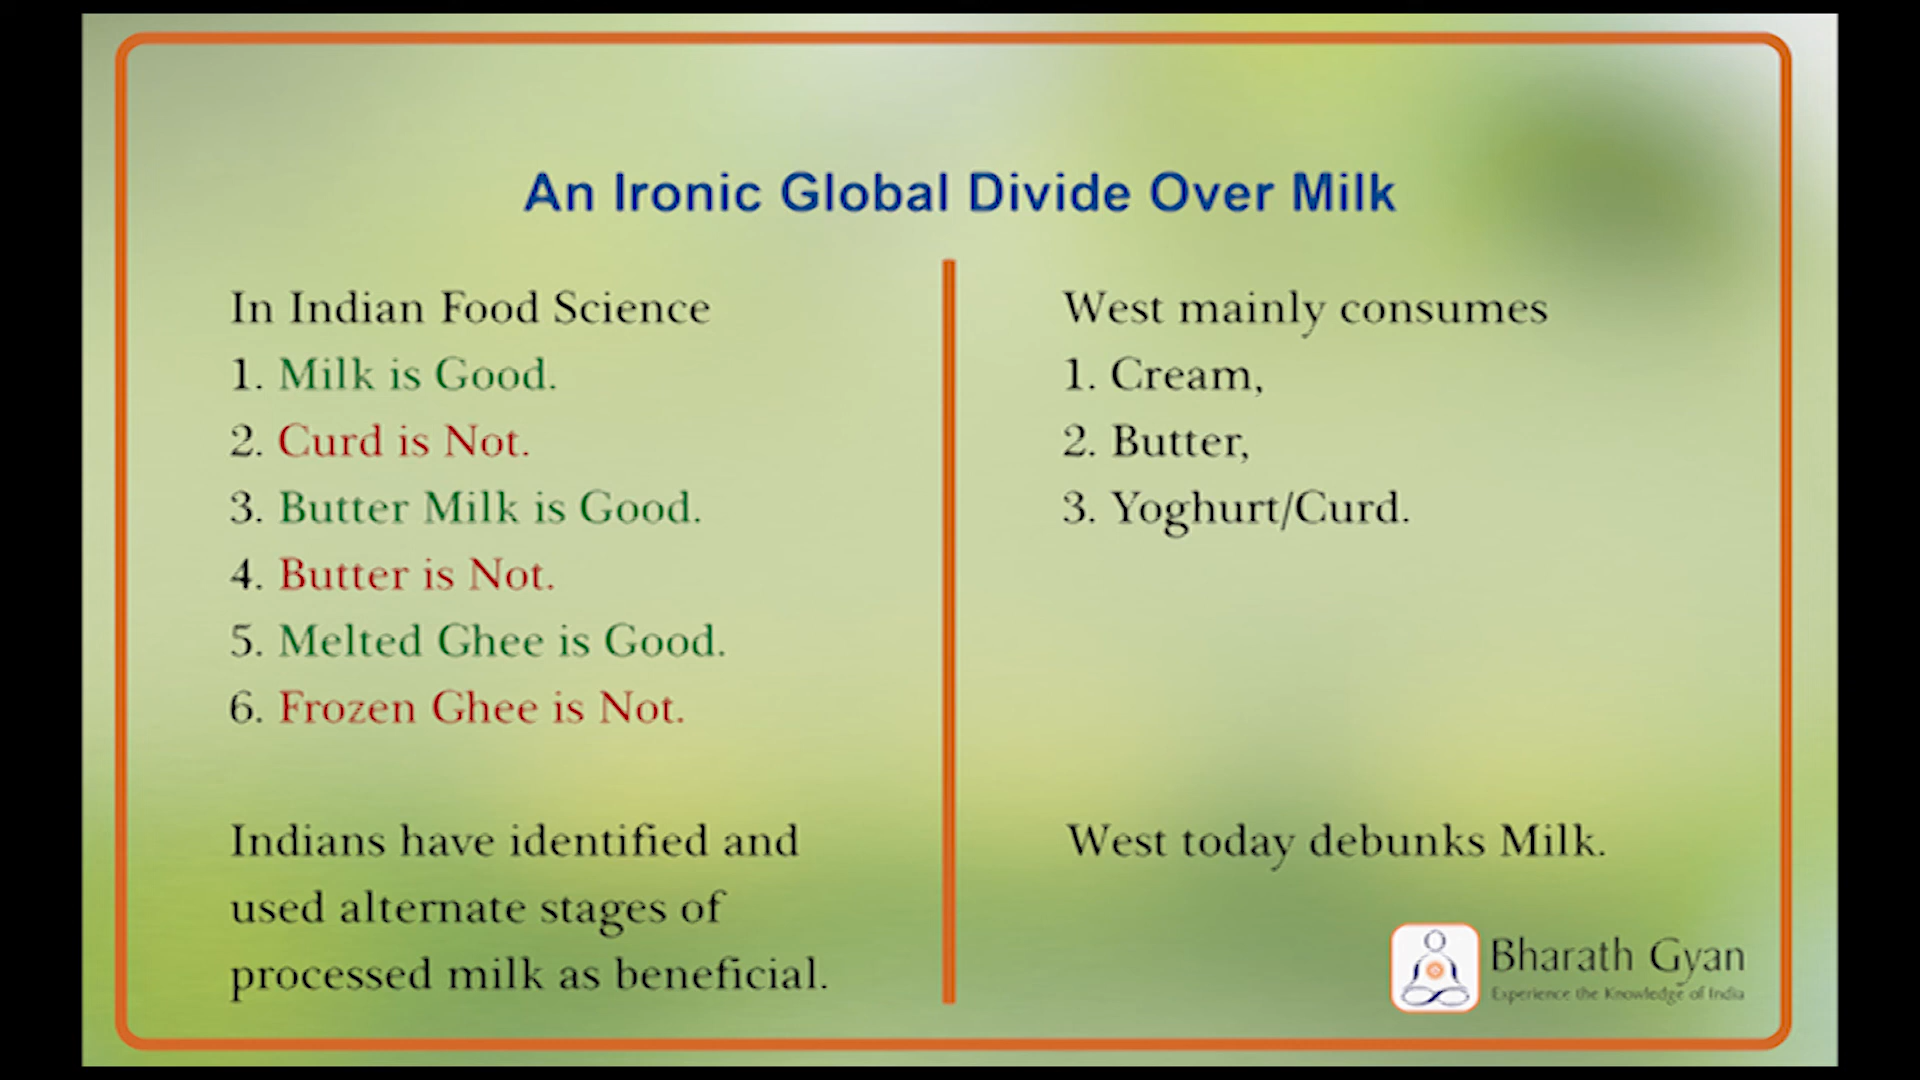 An Ironic Global Divide Over Milk
In Indian Food Science
1. Milk is Good.
2. Curd is Not.
3. Butter Milk is Good.
4. Butter is Not.
5. Melted Ghee is Good.
6. Frozen Ghee is Not.
Indians have identified and
used alternate stages of
processed milk as beneficial.
West mainly consumes
1. Cream,
2. Butter,
3. Yoghurt/Curd.
West today debunks Milk.
Bharath Gyan
Experience the Knowledge of India